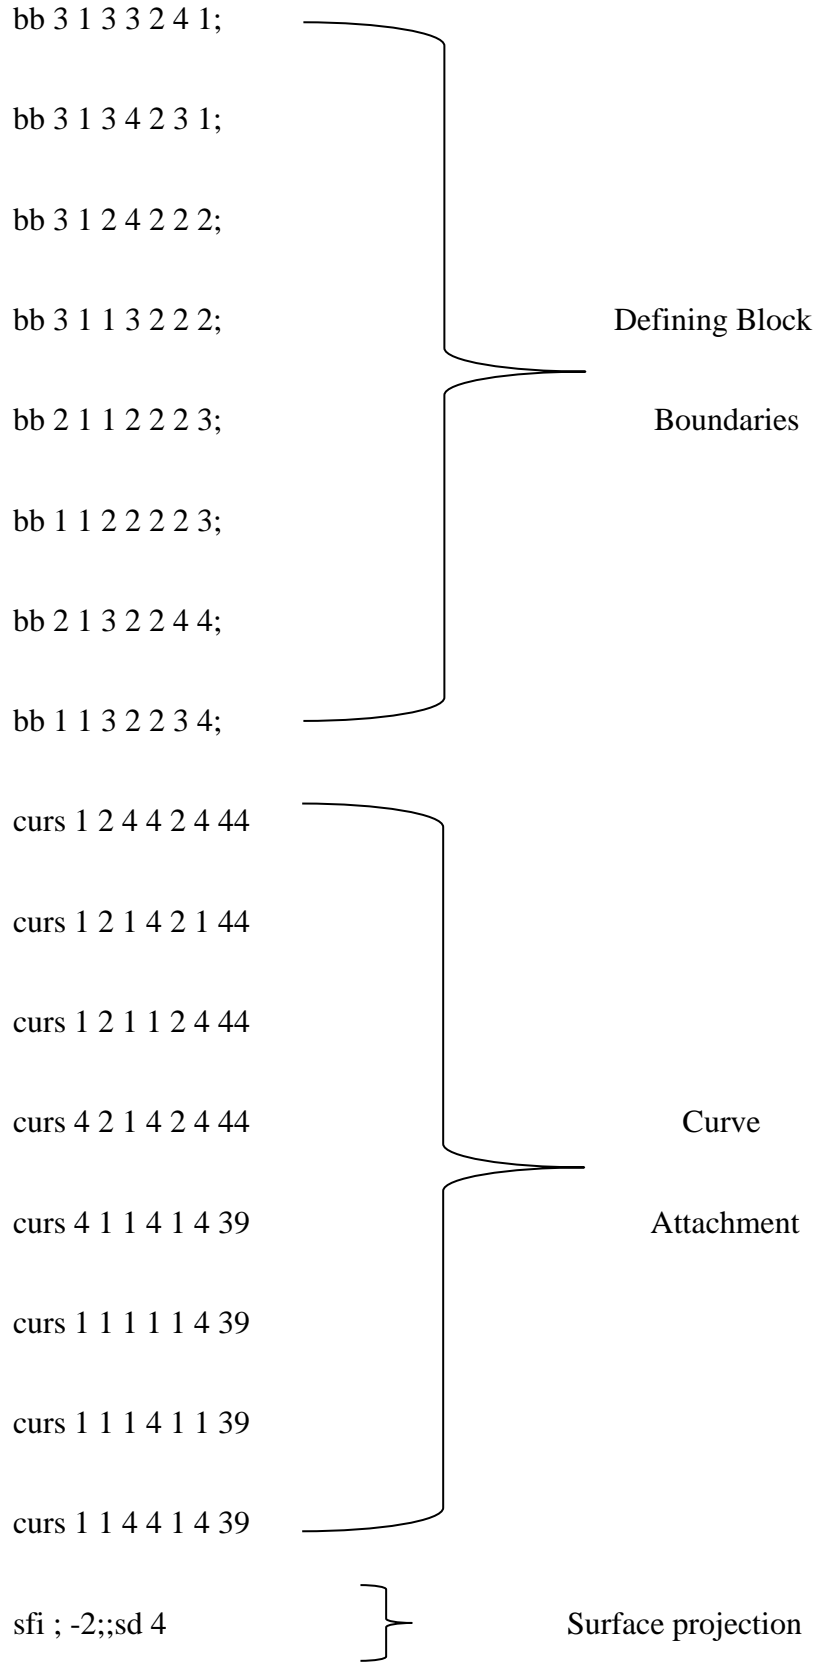 bb 3 1 3 3 2 4 1;
bb 3 1 3 4 2 3 1;
bb 3 1 2 4 2 2 2;
bb 3 1 1 3 2 2 2;
Defining Block
bb 2 1 1 2 2 2 3;
Boundaries
bb 1 1 2 2 2 2 3;
bb 2 1 3 2 2 4 4;
bb 1 1 3 2 2 3 4;
curs 1 2 4 4 2 4 44
curs 1 2 1 4 2 1 44
curs 1 2 1 1 2 4 44
curs 4 2 1 4 2 4 44
Curve
curs 4 1 1 4 1 4 39
Attachment
curs 1 1 1 1 1 4 39
curs 1 1 1 4 1 1 39
curs 1 1 4 4 1 4 39
sfi ; -2;;sd 4
Surface projection